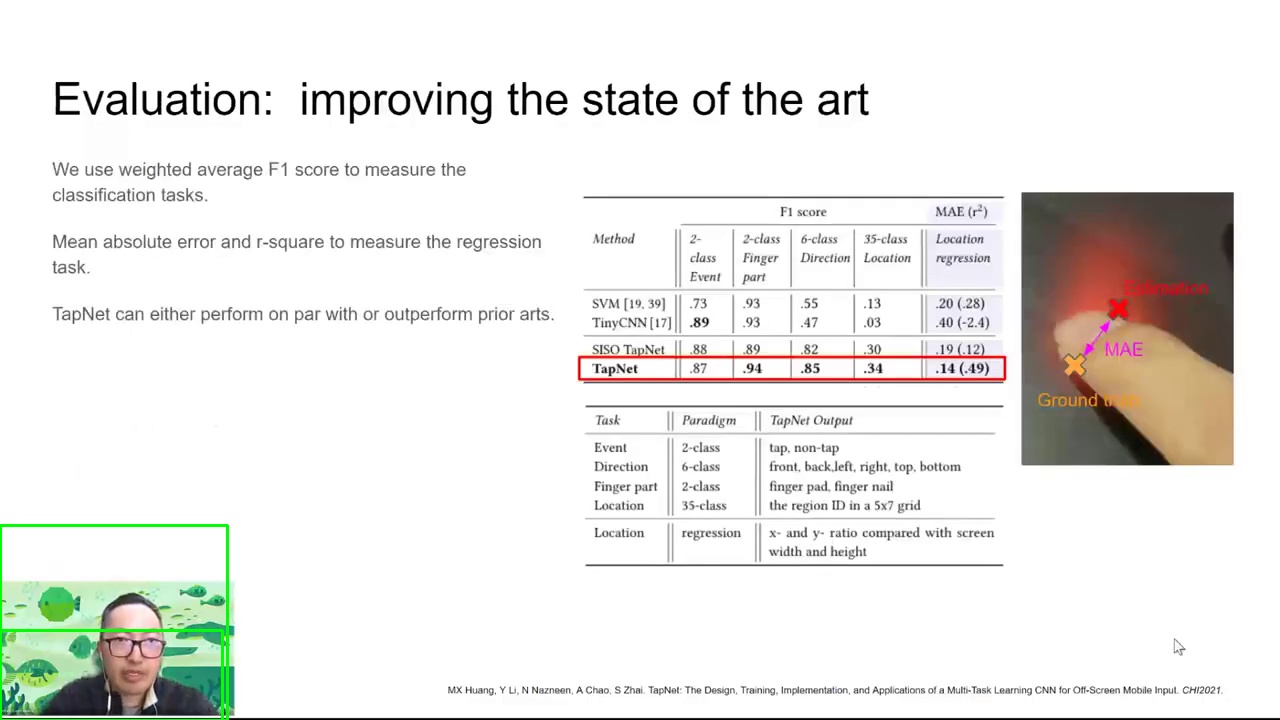 Evaluation: improving the state of the art
We use weighted average F1 score to measure the
classification tasks.
Mean absolute error and r-square to measure the regression
task.
TapNet can either perform on par with or outperform prior arts.
F1 score MAE (r²)
Method 2- 2-class 6-class 35-class Location
class Finger Direction Location regression
Event part
SVM [19, 39] .73 .93 .55 .13 .20 (.28)
TinyCNN [17] .89 .93 .47 .03 .40 (-2.4)
SISO TapNet .88 .89 .82 .30 .19 (.12)
TapNet .87 .94 .85 .34 .14 (.49)
Estimation
MAE
Ground
Task Paradigm TapNet Output
Event 2-class tap, non-tap
Direction 6-class front, back,left, right, top, bottom
Finger part 2-class finger pad, finger nail
Location 35-class the region ID in a 5x7 grid
Location regression x- and y- ratio compared with screen
width and height
MX Huang, Y Li, N Nazneen, A Chao, S Zhai. TapNet: The Design, Training, Implementation, and Applications of a Multi-Task Learning CNN for Off-Screen Mobile Input. CHI2021.